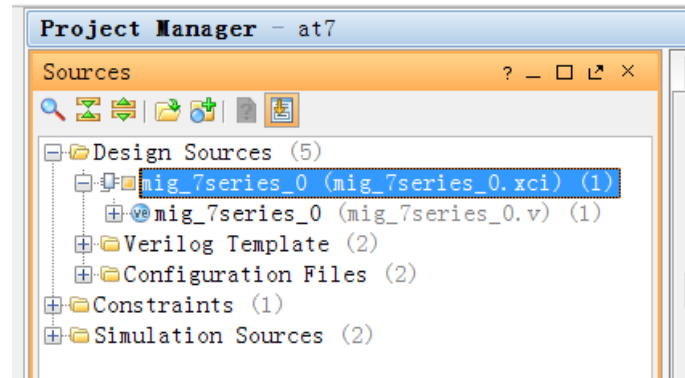 Project Manager - at7
Sources
Design Sources (5)
mig_7series_0 (mig_7series_0.xci) (1)
mig_7series_0 (mig_7series_0.v) (1)
Verilog Template (2)
Configuration Files (2)
Constraints (1)
Simulation Sources (2)